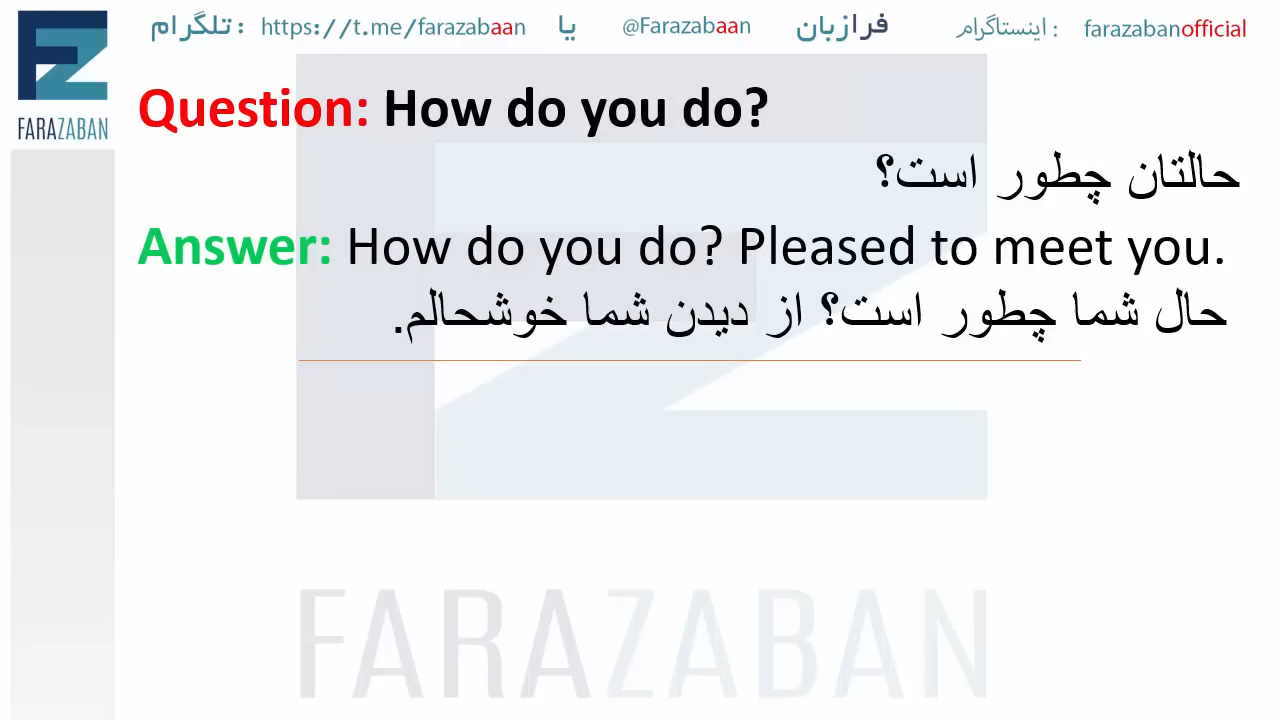 تلگرام : https://t.me/farazabaan یا @Farazabaan فرازبان اینستاگرام : farazabanofficial
FARAZABAN
Question: How do you do?
حالتان چطور است؟
Answer: How do you do? Pleased to meet you.
حال شما چطور است؟ از دیدن شما خوشحالم.
FARAZABAN